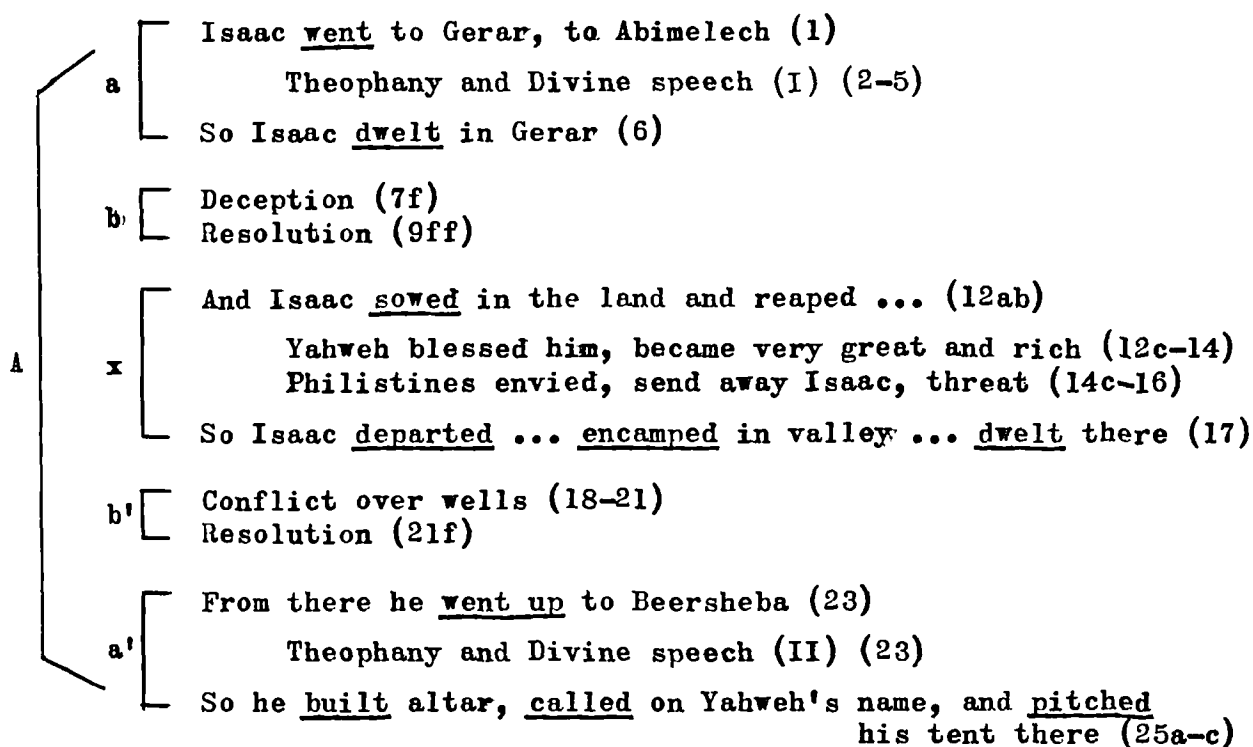 Isaac went to Gerar, to Abimelech (1)
a Theophany and Divine speech (I) (2-5)
So Isaac dwelt in Gerar (6)
Deception (7f)
b
Resolution (9ff)
And Isaac sowed in the land and reaped ... (12ab)
Yahweh blessed him, became very great and rich (12c-14)
A x
Philistines envied, send away Isaac, threat (14c-16)
So Isaac departed ... encamped in valley ... dwelt there (17)
Conflict over wells (18-21)
b'
Resolution (21f)
From there he went up to Beersheba (23)
a' Theophany and Divine speech (II) (23)
So he built altar, called on Yahweh's name, and pitched
his tent there (25a-c)